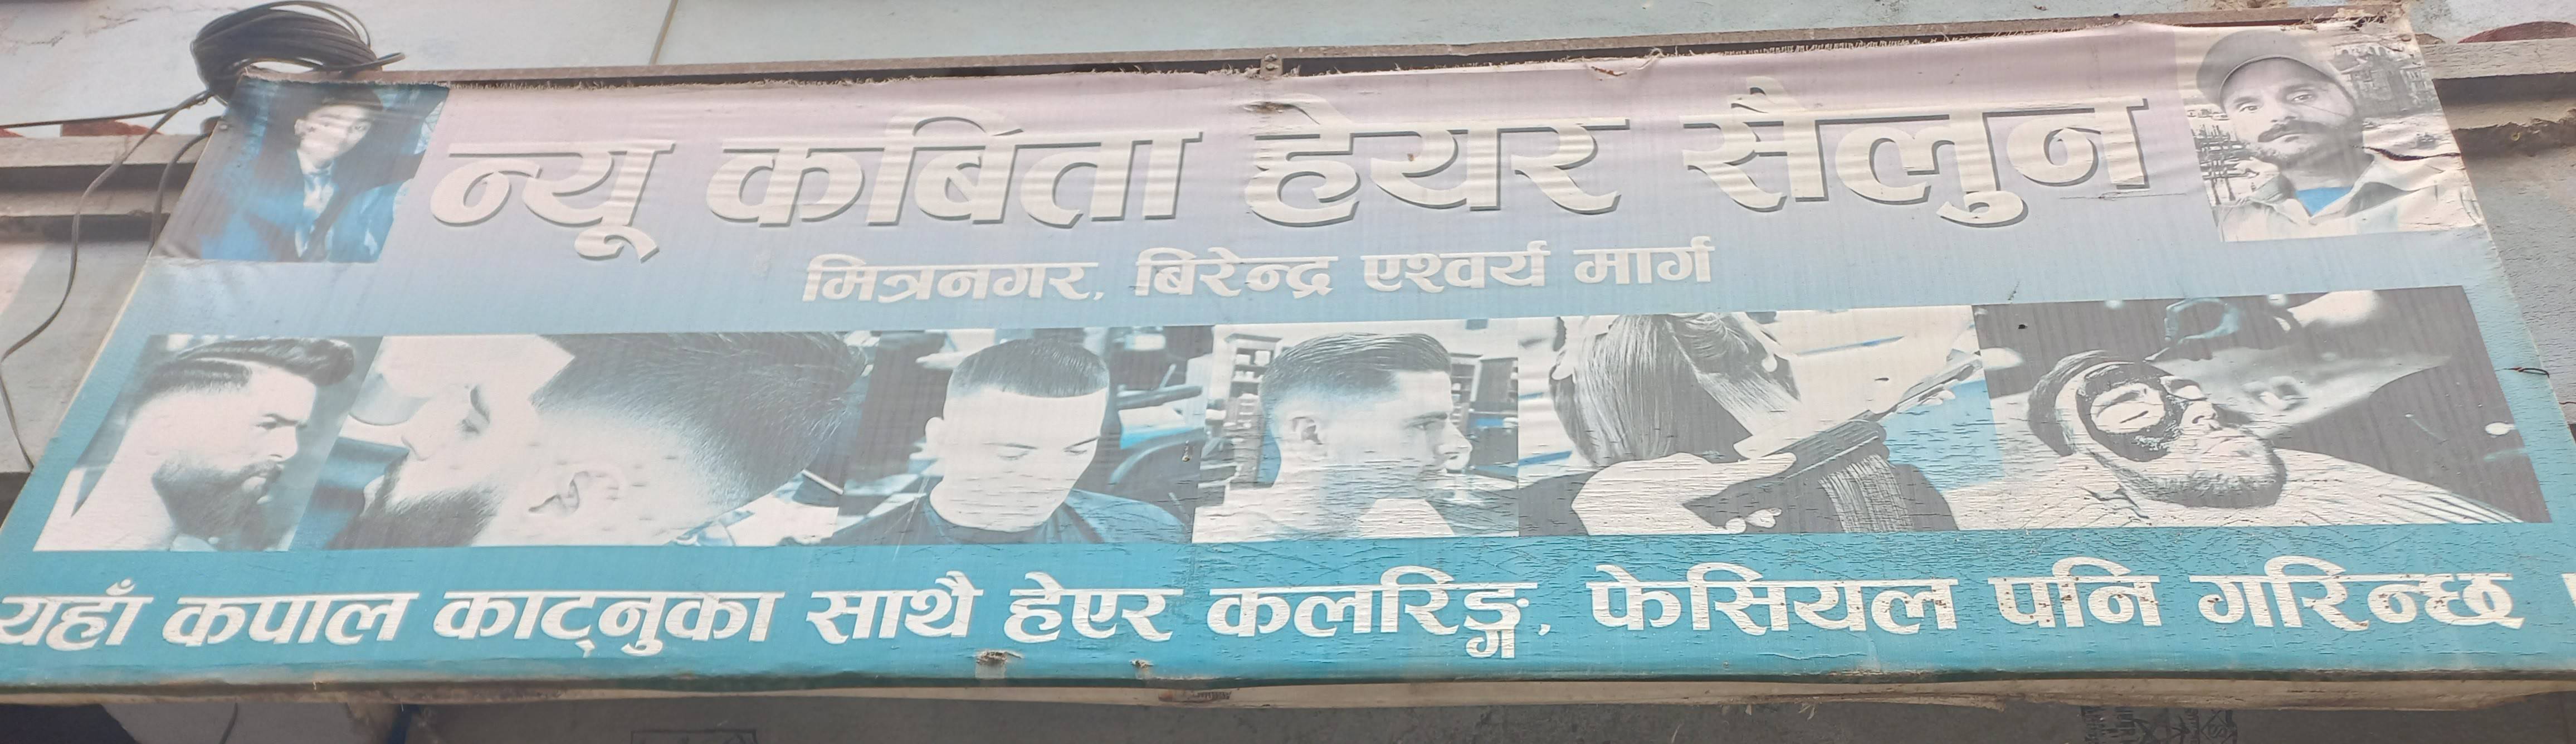 न्यू कबिता हेयर सैलुन
मित्रनगर, बिरेन्द्र एश्वर्य मार्ग
यहाँ कपाल काट्नुका साथै हेएर कलरिङ्ग, फेसियल पनि गरिन्छ ।